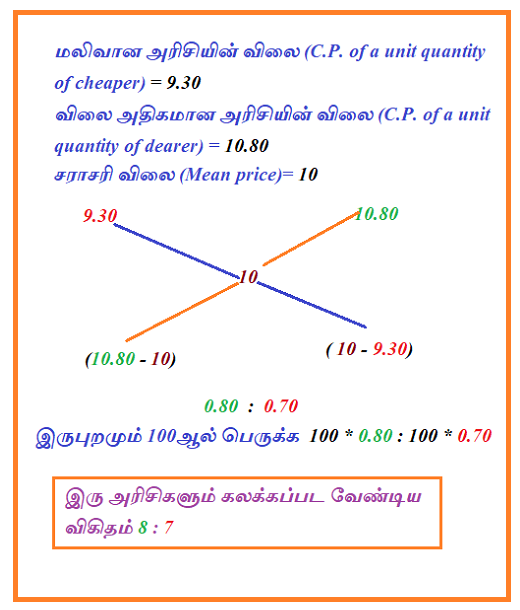 மலிவான அரிசியின் விலை (C.P. of a unit quantity
of cheaper) = 9.30
விலை அதிகமான அரிசியின் விலை (C.P. of a unit
quantity of dearer) = 10.80
சராசரி விலை (Mean price)= 10
9.30 10.80
10
(10.80 - 10) ( 10 - 9.30)
0.80 : 0.70
இருபுறமும் 100ஆல் பெருக்க 100 * 0.80 : 100 * 0.70
இரு அரிசிகளும் கலக்கப்பட வேண்டிய
விகிதம் 8 : 7